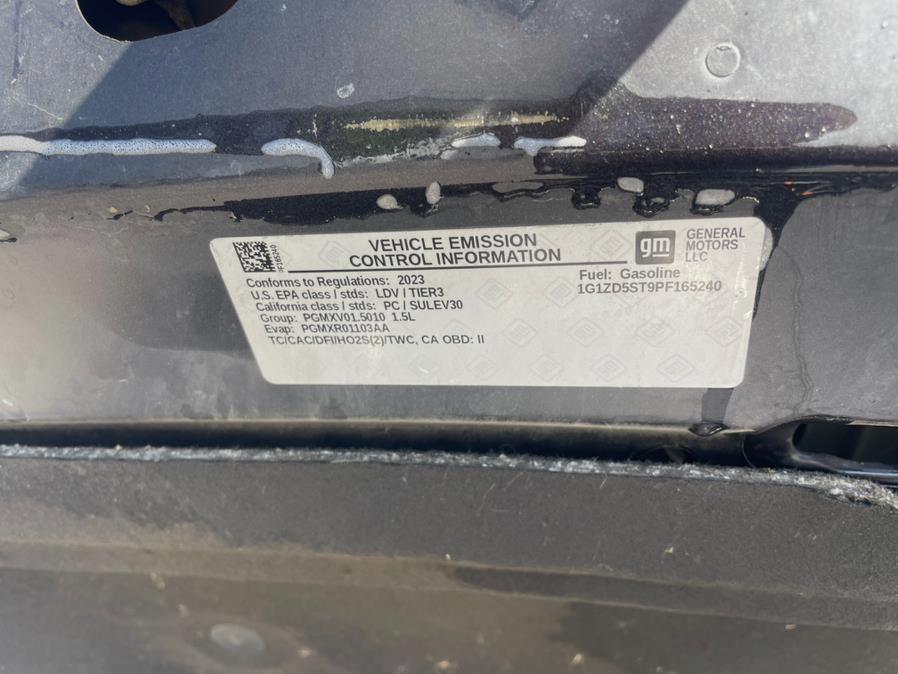 VEHICLE EMISSION
CONTROL INFORMATION
gm
GENERAL
MOTORS
LLC
Conforms to Regulations: 2023
U.S. EPA class / stds: LDV / TIER3
California class / stds: PC / SULEV30
Group: PGMXV01.5010 1.5L
Evap: PGMXR01103AA
TC/CAC/DFI/HO2S(2)/TWC, CA OBD: II
Fuel: Gasoline
1G1ZD5ST9PF165240
PF165240